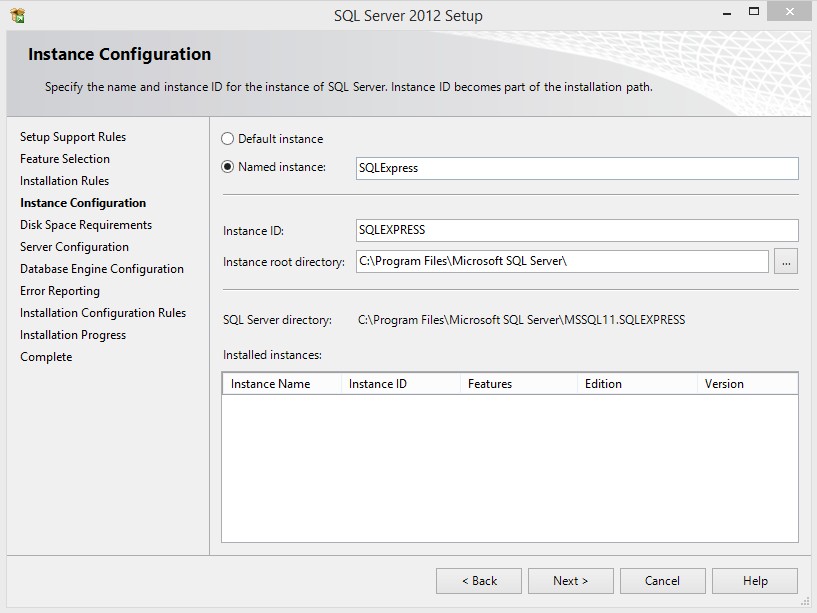 SQL Server 2012 Setup
Instance Configuration
Specify the name and instance ID for the instance of SQL Server. Instance ID becomes part of the installation path.
Setup Support Rules
Feature Selection
Installation Rules
Instance Configuration
Disk Space Requirements
Server Configuration
Database Engine Configuration
Error Reporting
Installation Configuration Rules
Installation Progress
Complete
Default instance
Named instance: SQLExpress
Instance ID: SQLEXPRESS
Instance root directory: C:\Program Files\Microsoft SQL Server\ ...
SQL Server directory: C:\Program Files\Microsoft SQL Server\MSSQL11.SQLEXPRESS
Installed instances:
Instance Name Instance ID Features Edition Version
< Back Next > Cancel Help